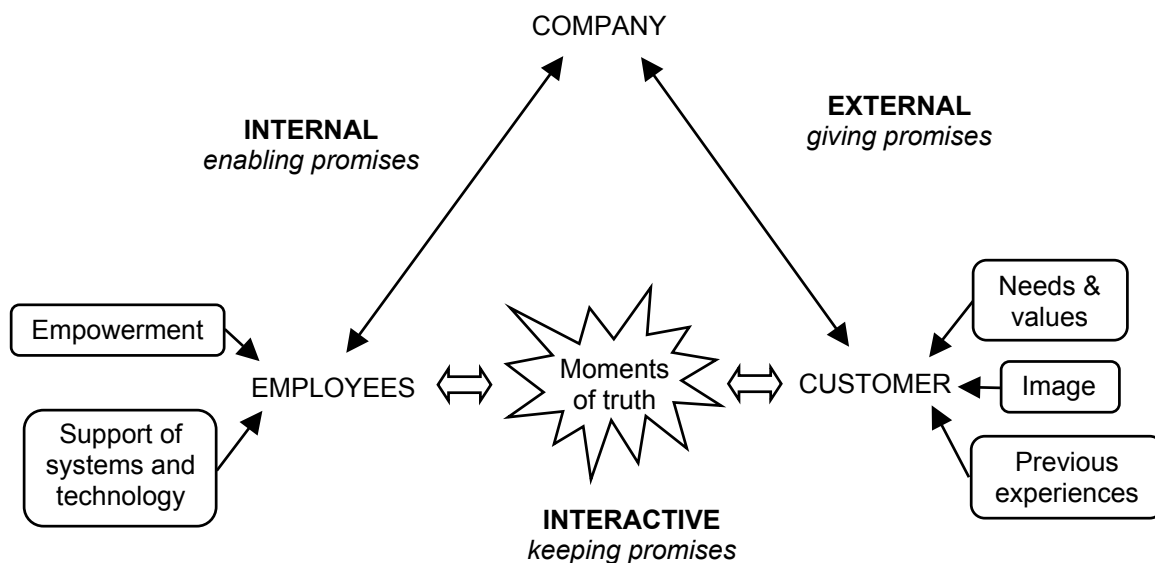 COMPANY
INTERNAL
enabling promises
EXTERNAL
giving promises
Empowerment
EMPLOYEES
Support of
systems and
technology
Moments
of truth
CUSTOMER
Needs &
values
Image
Previous
experiences
INTERACTIVE
keeping promises